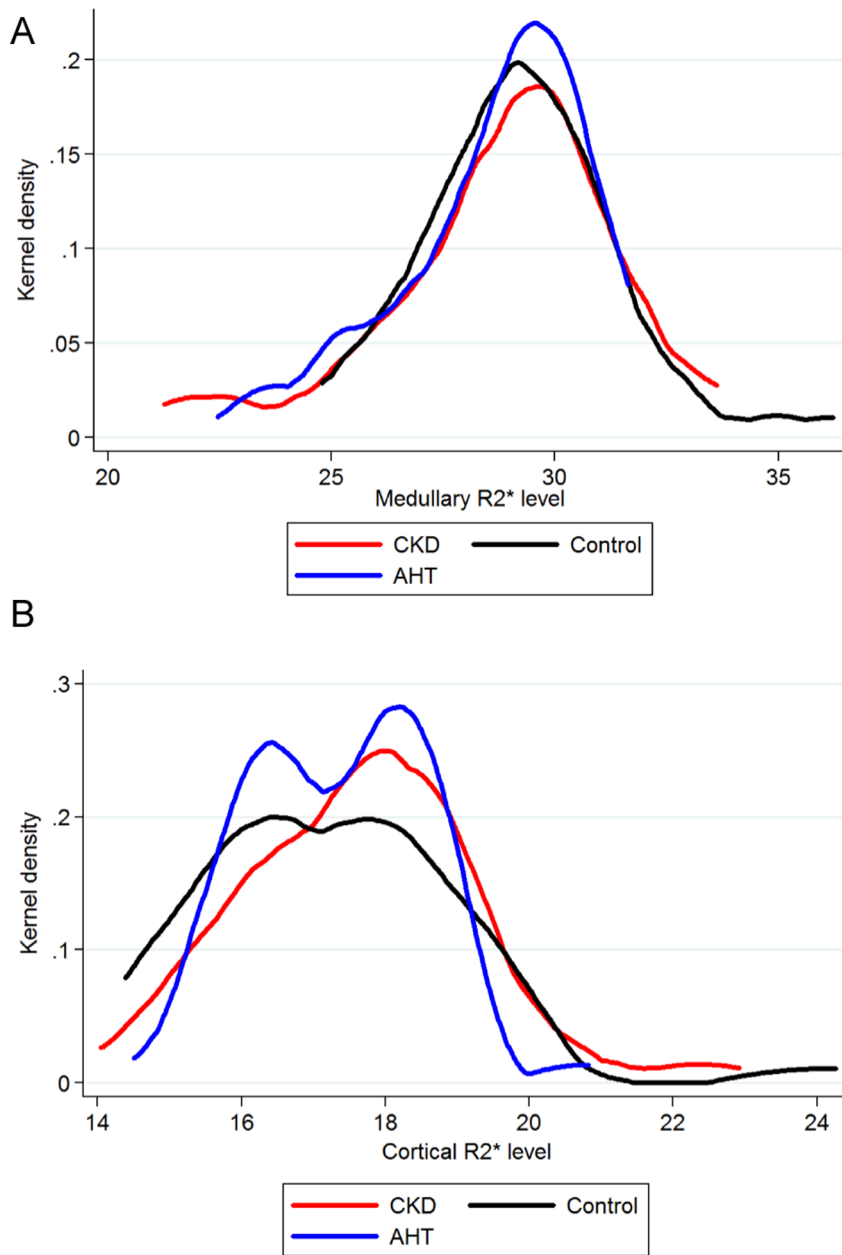 A
Kernel density
.2
.15
.1
.05
0
20 25 30 35
Medullary R2* level
CKD Control
AHT
B
Kernel density
.3
.2
.1
0
14 16 18 20 22 24
Cortical R2* level
CKD Control
AHT